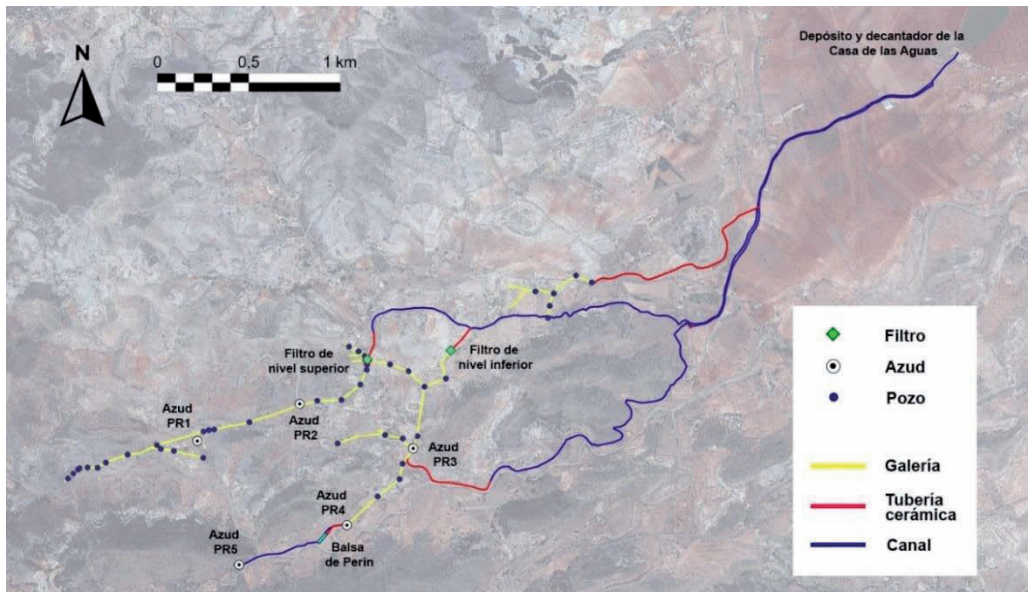 Depósito y decantador de la
Casa de las Aguas
N
0
0,5
1 km
Filtro de
nivel superior
Filtro de
nivel inferior
Azud
PR1
Azud
PR2
Azud
PR3
Azud
PR4
Azud
PR5
Balsa
de Perin
Filtro
Azud
Pozo
Galería
Tubería
cerámica
Canal